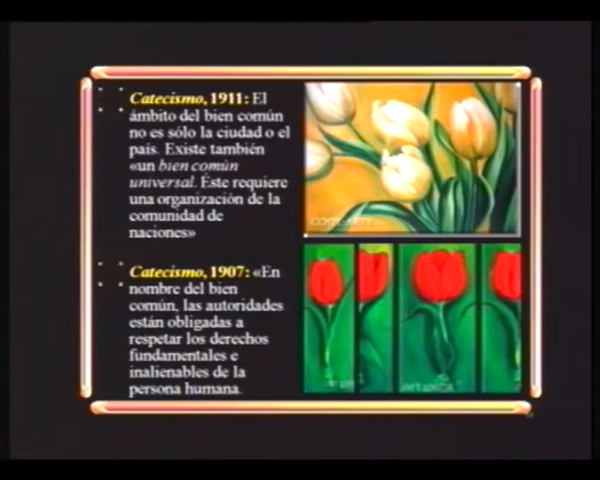 Catecismo, 1911: El
ámbito del bien común
no es sólo la ciudad o el
país. Existe también
«un bien común
universal. Éste requiere
una organización de la
comunidad de
naciones»
Catecismo, 1907: «En
nombre del bien
común, las autoridades
están obligadas a
respetar los derechos
fundamentales e
inalienables de la
persona humana.